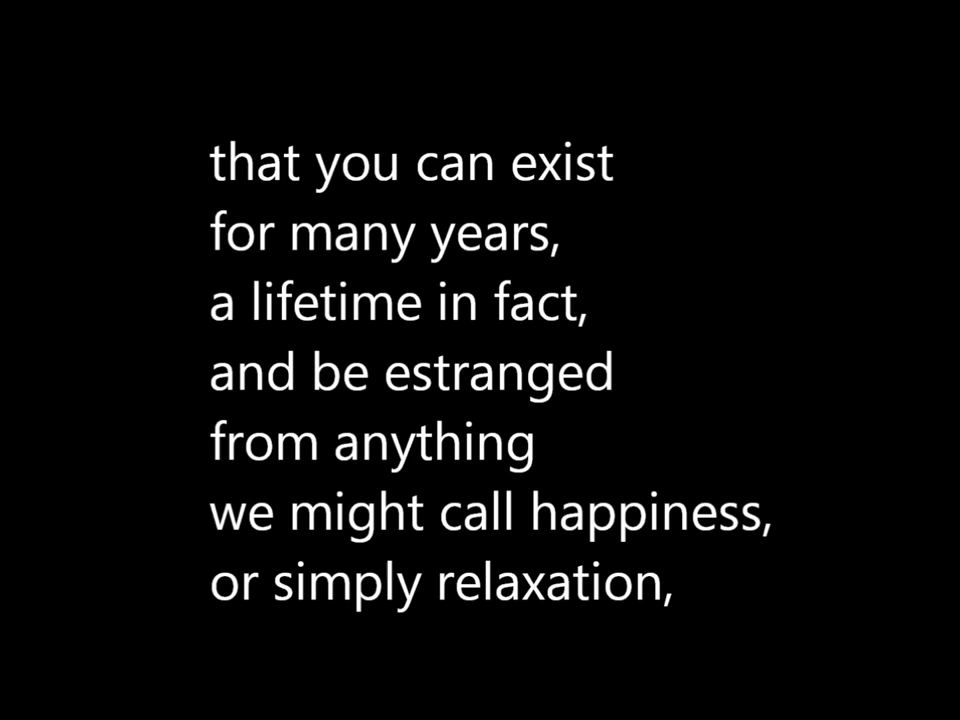 that you can exist
for many years,
a lifetime in fact,
and be estranged
from anything
we might call happiness,
or simply relaxation,